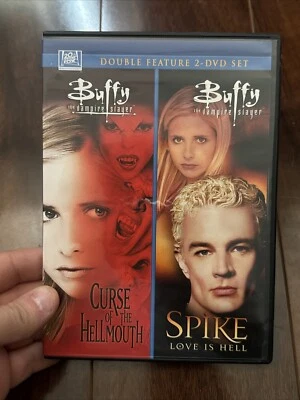 DOUBLE FEATURE 2-DVD SET
Buffy
the vampire slayer
CURSE
OF THE
HELLMOUTH
Buffy
the vampire slayer
SPIKE
LOVE IS HELL